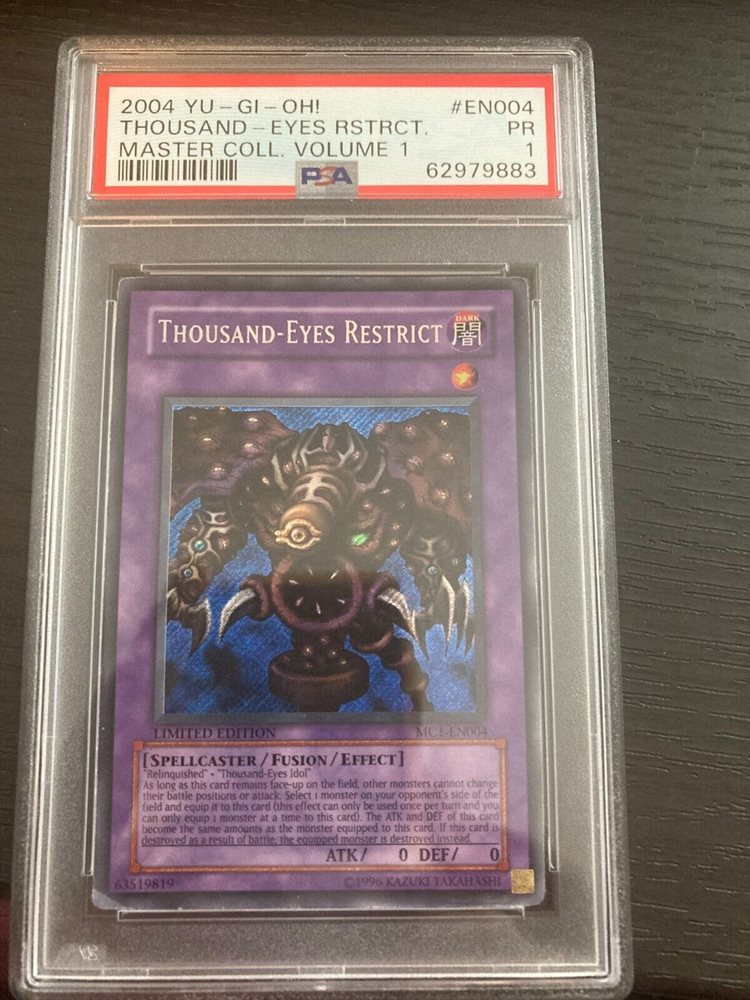 2004 YU-GI-OH! #EN004
THOUSAND-EYES RSTRCT. PR
MASTER COLL. VOLUME 1 1
PSA 62979883
THOUSAND-EYES RESTRICT DARK 闇
LIMITED EDITION MC1-EN004
[SPELLCASTER/FUSION/EFFECT]
"Relinquished" - "Thousand-Eyes Idol"
As long as this card remains face-up on the field, other monsters cannot change
their battle positions or attack. Select 1 monster on your opponent's side of the
field and equip it to this card (this effect can only be used once per turn and you
can only equip 1 monster at a time to this card). The ATK and DEF of this card
become the same amounts as the monster equipped to this card. If this card is
destroyed as a result of battle, the equipped monster is destroyed instead.
ATK/ 0 DEF/ 0
63519819 ©1996 KAZUKI TAKAHASHI